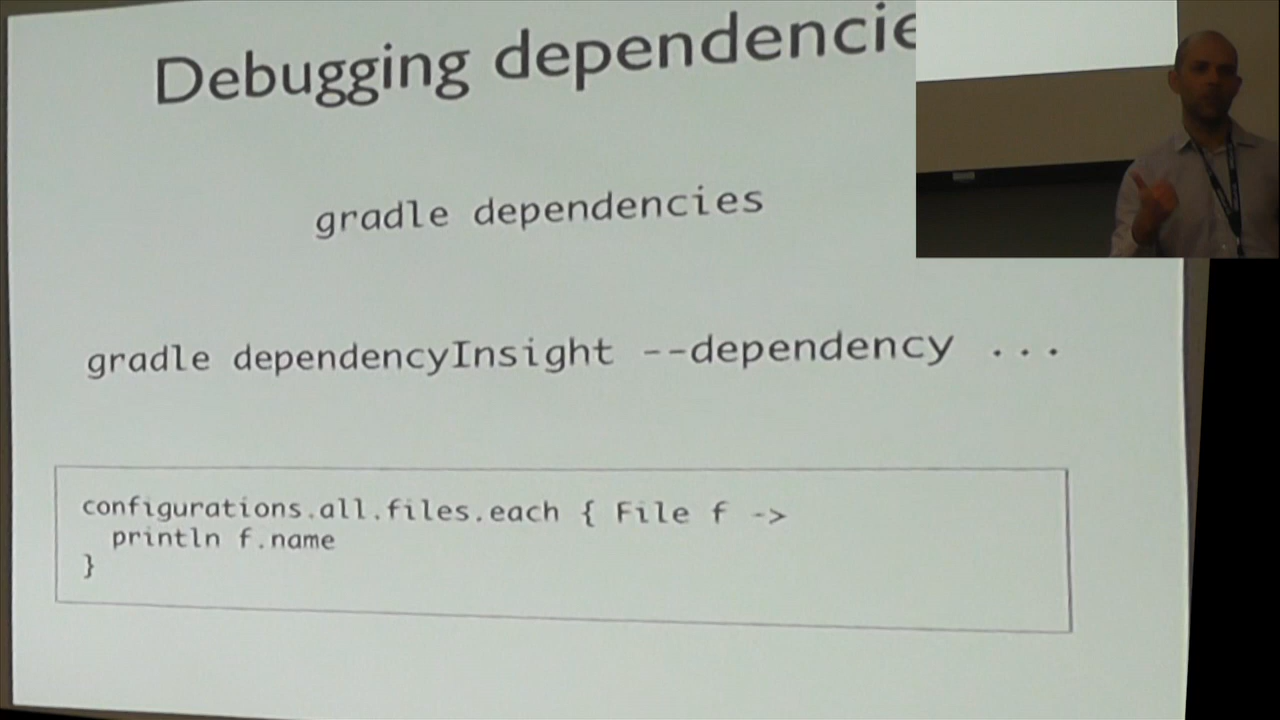 Debugging dependencie
gradle dependencies
gradle dependencyInsight --dependency ...
configurations.all.files.each { File f ->
println f.name
}